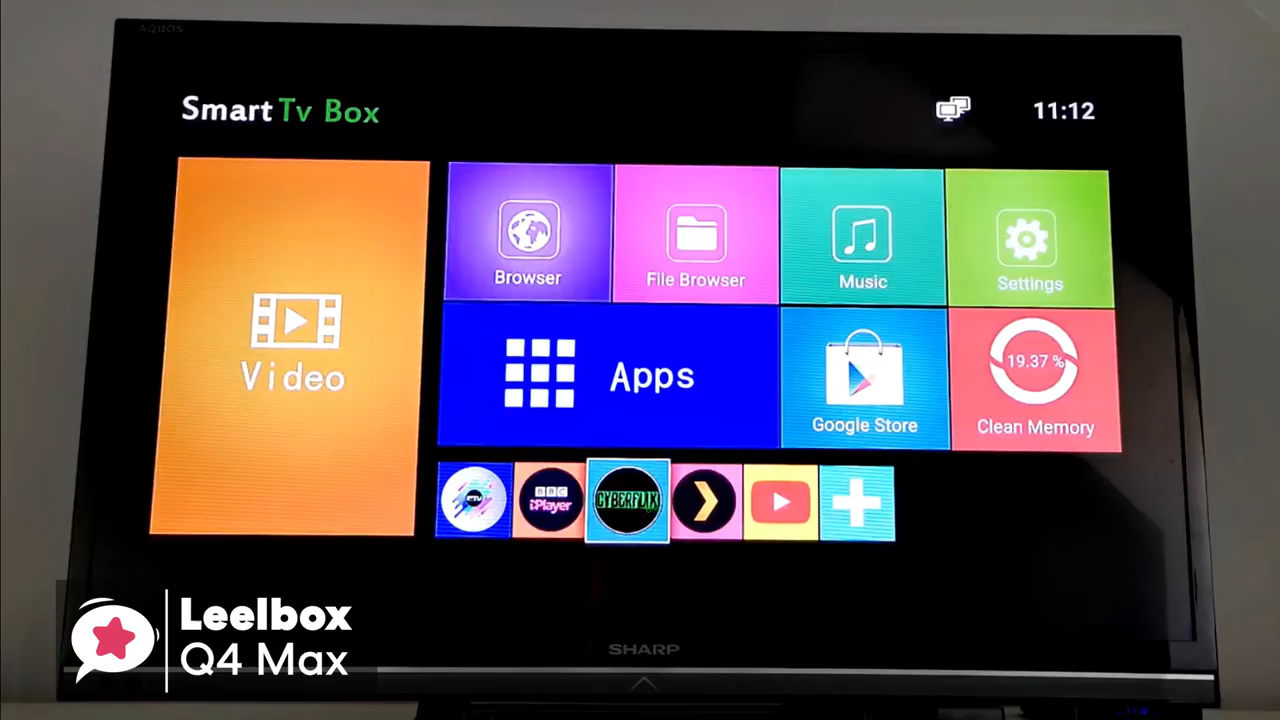 AQUOS
Smart Tv Box
11:12
Video
Browser
File Browser
Music
Settings
Apps
Google Store
19.37 %
Clean Memory
BBC
iPlayer
CYBERFLIX
SHARP
Leelbox
Q4 Max